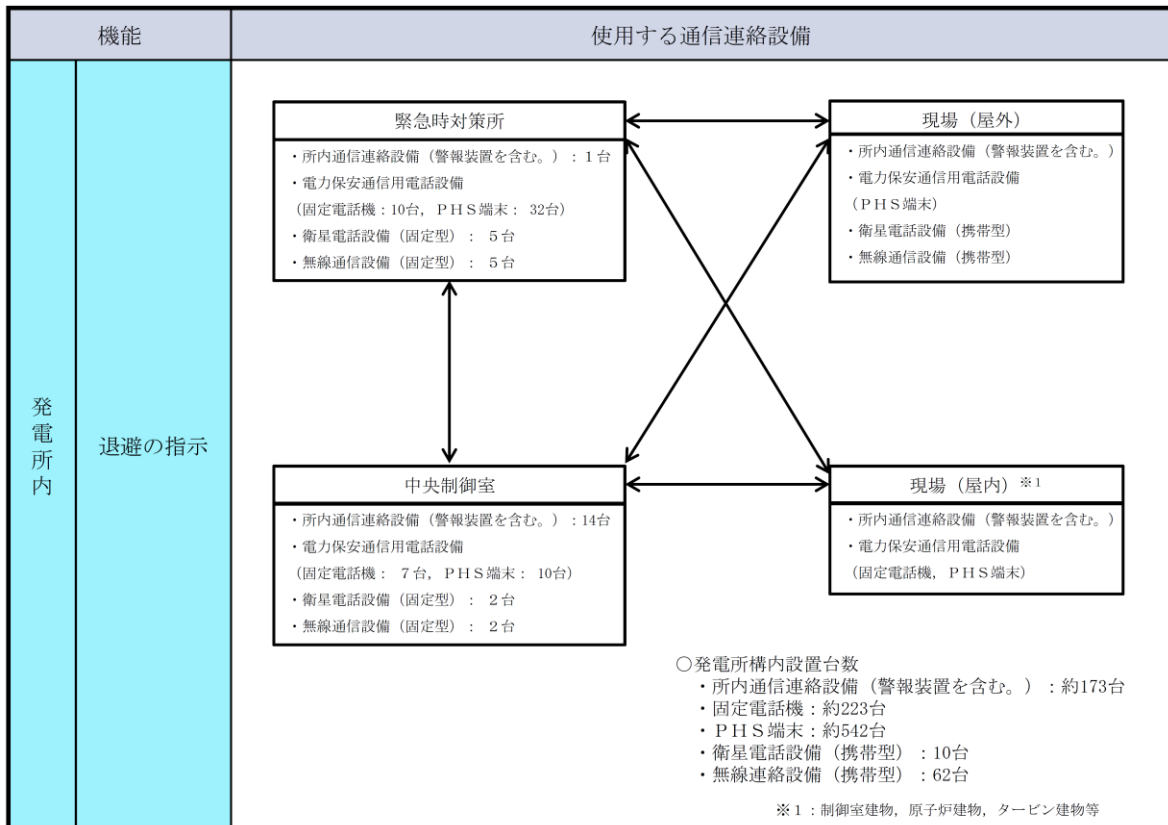 機能
使用する通信連絡設備
発電所内
退避の指示
緊急時対策所
・所内通信連絡設備（警報装置を含む。）：１台
・電力保安通信用電話設備
（固定電話機：10台，ＰＨＳ端末： 32台）
・衛星電話設備（固定型）： ５台
・無線通信設備（固定型）： ５台
現場（屋外）
・所内通信連絡設備（警報装置を含む。）
・電力保安通信用電話設備
（ＰＨＳ端末）
・衛星電話設備（携帯型）
・無線通信設備（携帯型）
中央制御室
・所内通信連絡設備（警報装置を含む。）：14台
・電力保安通信用電話設備
（固定電話機： ７台，ＰＨＳ端末： 10台）
・衛星電話設備（固定型）： ２台
・無線通信設備（固定型）： ２台
現場（屋内）※１
・所内通信連絡設備（警報装置を含む。）
・電力保安通信用電話設備
（固定電話機，ＰＨＳ端末）
○発電所構内設置台数
・所内通信連絡設備（警報装置を含む。）：約173台
・固定電話機：約223台
・ＰＨＳ端末：約542台
・衛星電話設備（携帯型）：10台
・無線連絡設備（携帯型）：62台
※１：制御室建物，原子炉建物，タービン建物等